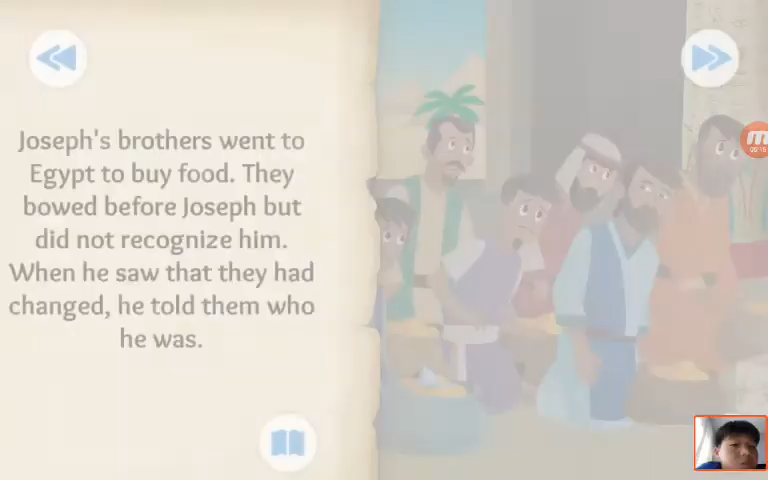 Joseph's brothers went to
Egypt to buy food. They
bowed before Joseph but
did not recognize him.
When he saw that they had
changed, he told them who
he was.